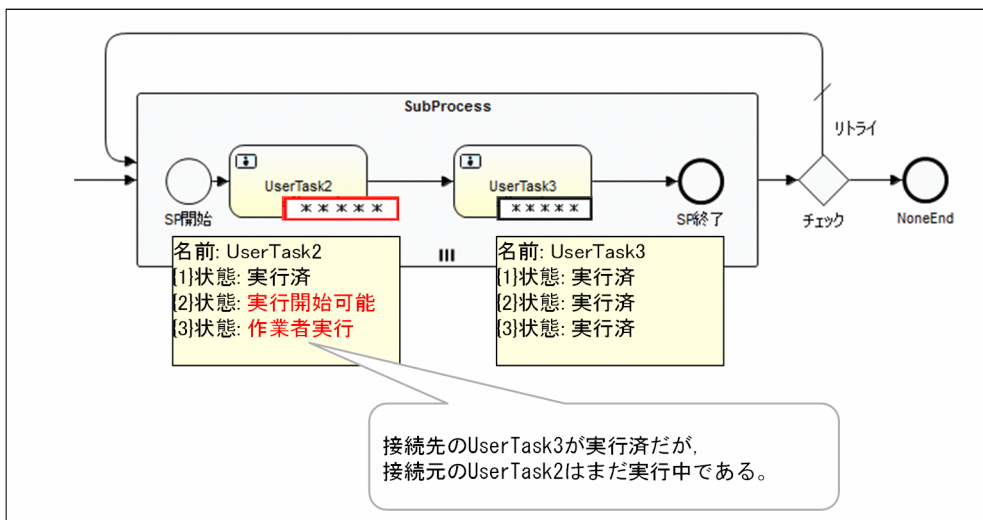 SubProcess
リトライ
UserTask2
UserTask3
*****
*****
SP開始
SP終了
チェック
NoneEnd
名前: UserTask2
{1}状態: 実行済
{2}状態: 実行開始可能
{3}状態: 作業者実行
名前: UserTask3
{1}状態: 実行済
{2}状態: 実行済
{3}状態: 実行済
接続先のUserTask3が実行済だが,
接続元のUserTask2はまだ実行中である。